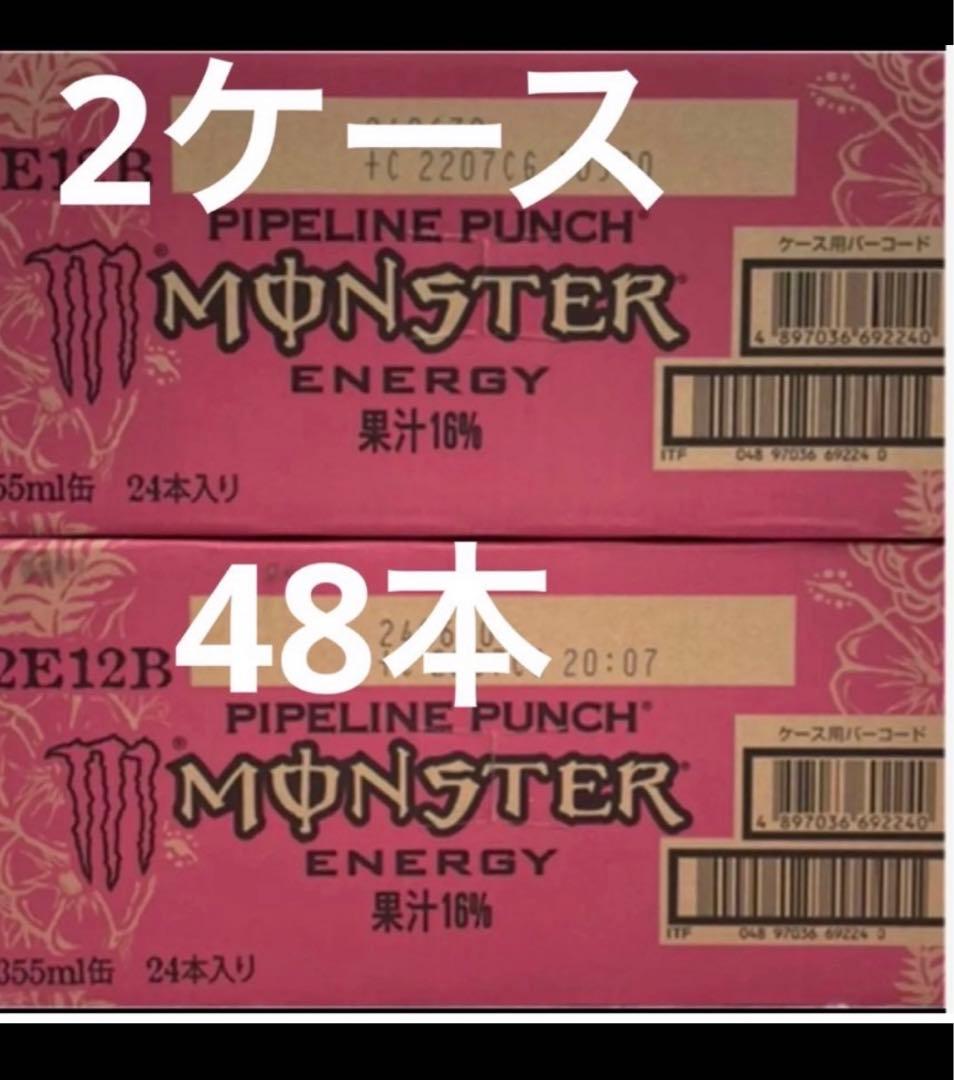 2ケース
PIPELINE PUNCH
MONSTER®
ENERGY
果汁16%
ケース用バーコード
4 897036 692240
ITF 048 97036 69224 0
55ml缶 24本入り
48本
20:07
2E12B
PIPELINE PUNCH
MONSTER®
ENERGY
果汁16%
ケース用バーコード
4 897036 692240
ITF 048 97036 69224 0
355ml缶 24本入り